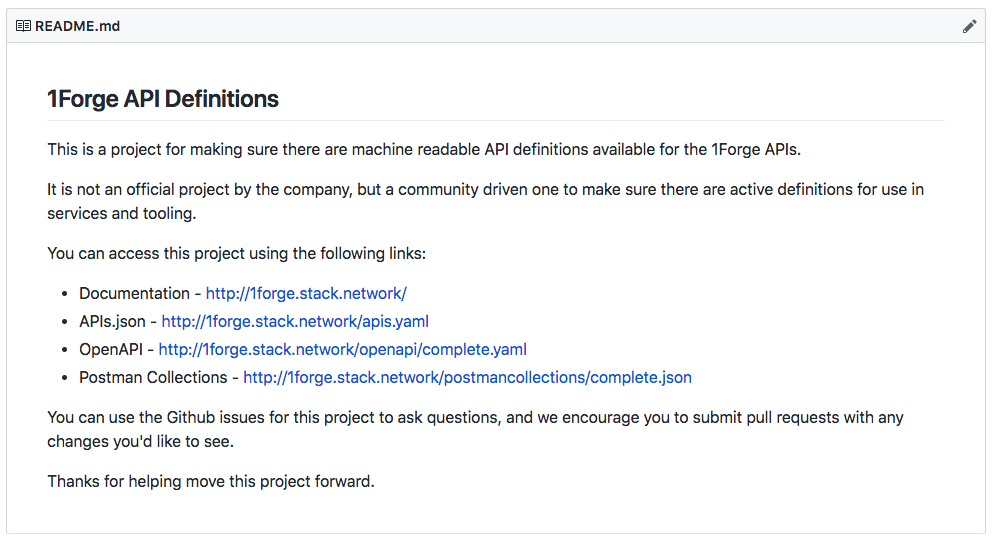 README.md
1Forge API Definitions
This is a project for making sure there are machine readable API definitions available for the 1Forge APIs.
It is not an official project by the company, but a community driven one to make sure there are active definitions for use in
services and tooling.
You can access this project using the following links:
• Documentation - http://1forge.stack.network/
• APIs.json - http://1forge.stack.network/apis.yaml
• OpenAPI - http://1forge.stack.network/openapi/complete.yaml
• Postman Collections - http://1forge.stack.network/postmancollections/complete.json
You can use the Github issues for this project to ask questions, and we encourage you to submit pull requests with any
changes you'd like to see.
Thanks for helping move this project forward.